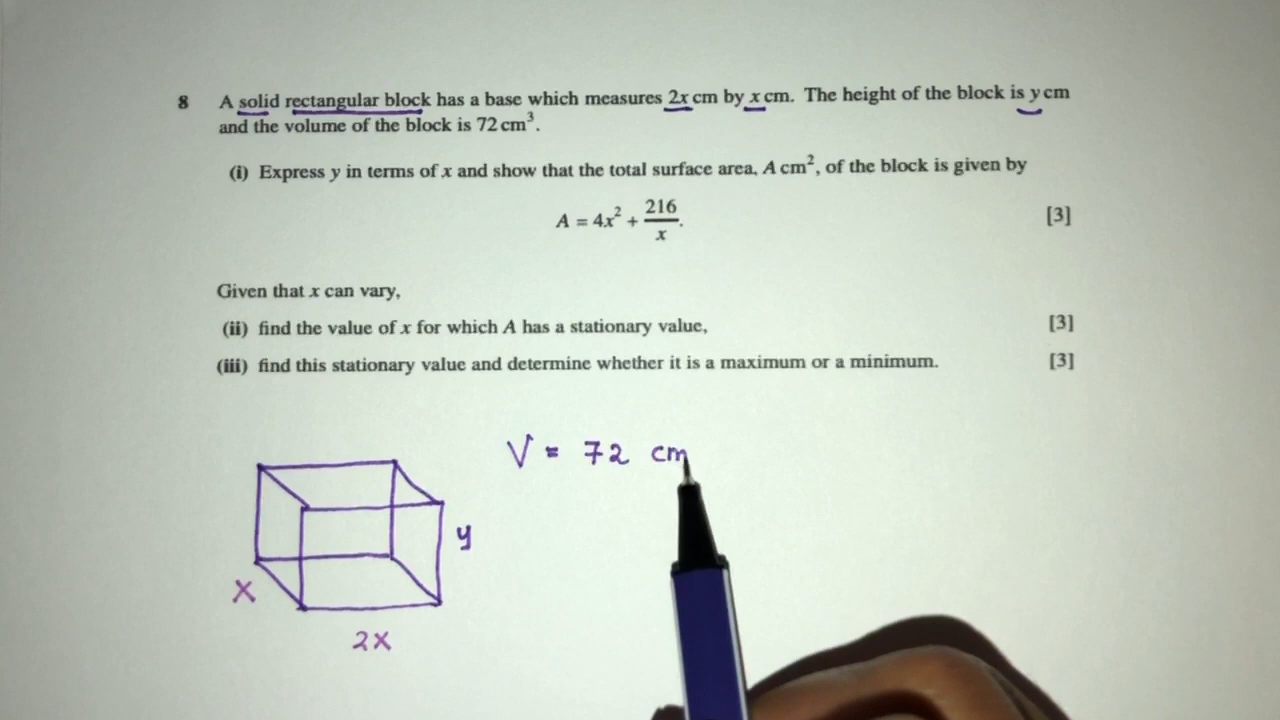 8 A solid rectangular block has a base which measures 2x cm by x cm. The height of the block is y cm
and the volume of the block is 72 cm³.
(i) Express y in terms of x and show that the total surface area, A cm², of the block is given by
A = 4x² + 216/x. [3]
Given that x can vary,
(ii) find the value of x for which A has a stationary value, [3]
(iii) find this stationary value and determine whether it is a maximum or a minimum. [3]
V = 72 cm
y
x
2x